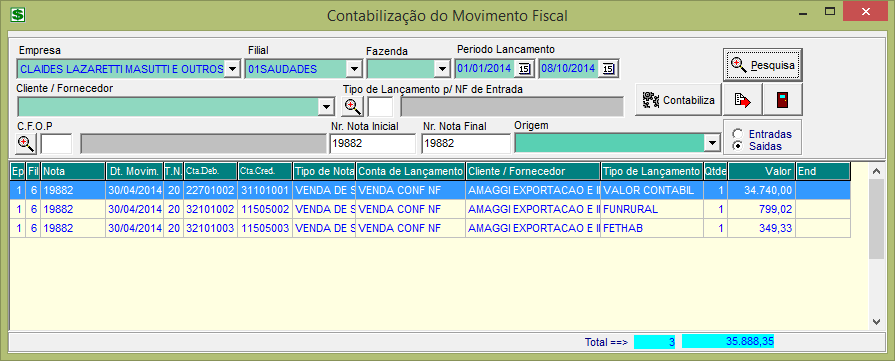 Contabilização do Movimento Fiscal
Empresa Filial Fazenda Periodo Lancamento
CLAIDES LAZARETTI MASUTTI E OUTROS 01SAUDADES 01/01/2014 15 08/10/2014 15 Pesquisa
Cliente / Fornecedor Tipo de Lançamento p/ NF de Entrada
Contabiliza
C.F.O.P Nr. Nota Inicial Nr. Nota Final Origem
19882 19882 Entradas
Saidas
Ep Fil Nota Dt. Movim. T.N. Cta.Deb. Cta.Cred. Tipo de Nota Conta de Lançamento Cliente / Fornecedor Tipo de Lançamento Qtde Valor End
1 6 19882 30/04/2014 20 22701002 31101001 VENDA DE S VENDA CONF NF AMAGGI EXPORTACAO E I VALOR CONTABIL 1 34.740,00
1 6 19882 30/04/2014 20 32101002 11505002 VENDA DE S VENDA CONF NF AMAGGI EXPORTACAO E I FUNRURAL 1 799,02
1 6 19882 30/04/2014 20 32101003 11505003 VENDA DE S VENDA CONF NF AMAGGI EXPORTACAO E I FETHAB 1 349,33
Total ==> 3 35.888,35